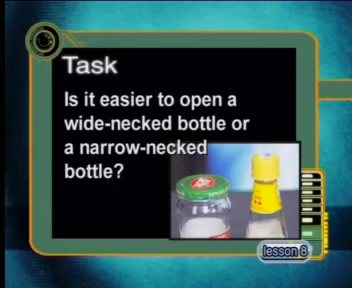 Task
Is it easier to open a
wide-necked bottle or
a narrow-necked
bottle?
lesson 8